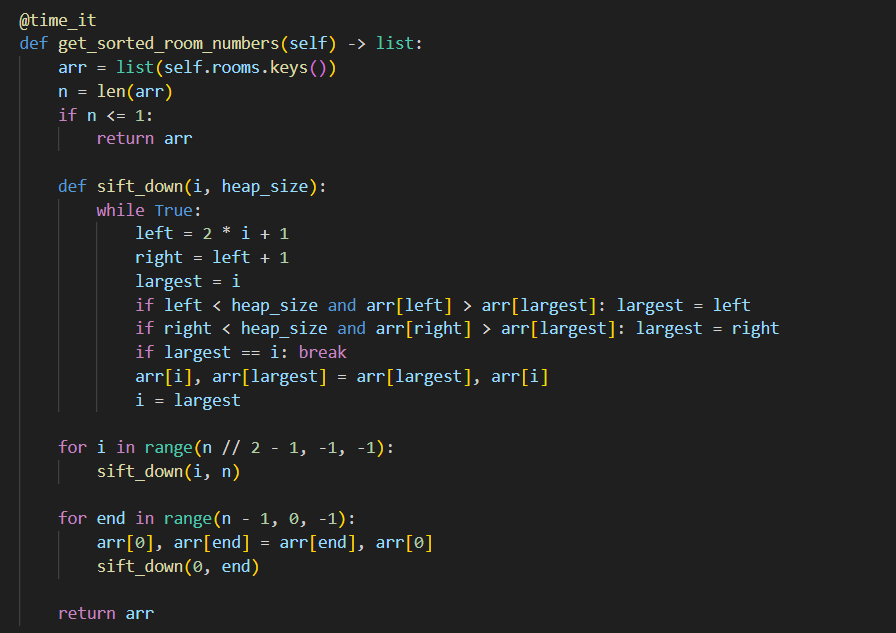 @time_it
def get_sorted_room_numbers(self) -> list:
    arr = list(self.rooms.keys())
    n = len(arr)
    if n <= 1:
        return arr

    def sift_down(i, heap_size):
        while True:
            left = 2 * i + 1
            right = left + 1
            largest = i
            if left < heap_size and arr[left] > arr[largest]: largest = left
            if right < heap_size and arr[right] > arr[largest]: largest = right
            if largest == i: break
            arr[i], arr[largest] = arr[largest], arr[i]
            i = largest

    for i in range(n // 2 - 1, -1, -1):
        sift_down(i, n)

    for end in range(n - 1, 0, -1):
        arr[0], arr[end] = arr[end], arr[0]
        sift_down(0, end)

    return arr